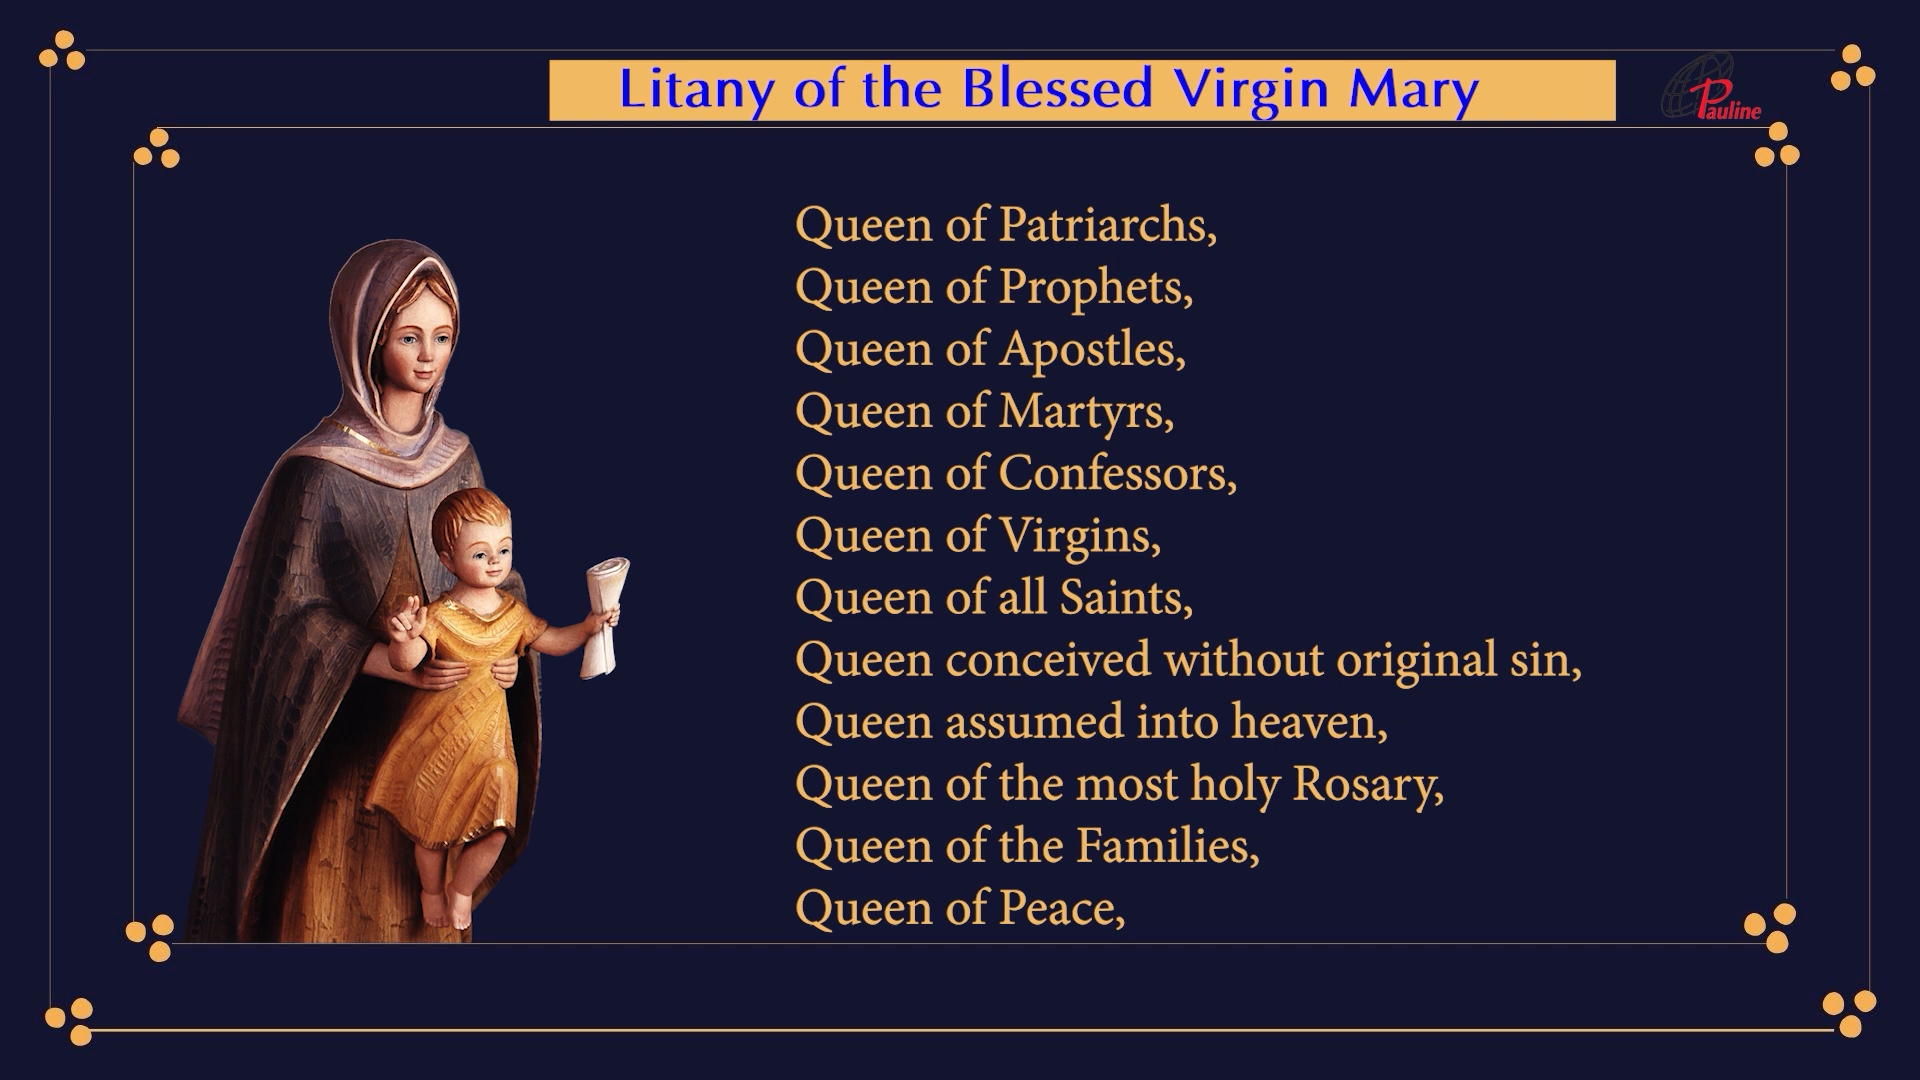 Litany of the Blessed Virgin Mary
Pauline
Queen of Patriarchs,
Queen of Prophets,
Queen of Apostles,
Queen of Martyrs,
Queen of Confessors,
Queen of Virgins,
Queen of all Saints,
Queen conceived without original sin,
Queen assumed into heaven,
Queen of the most holy Rosary,
Queen of the Families,
Queen of Peace,